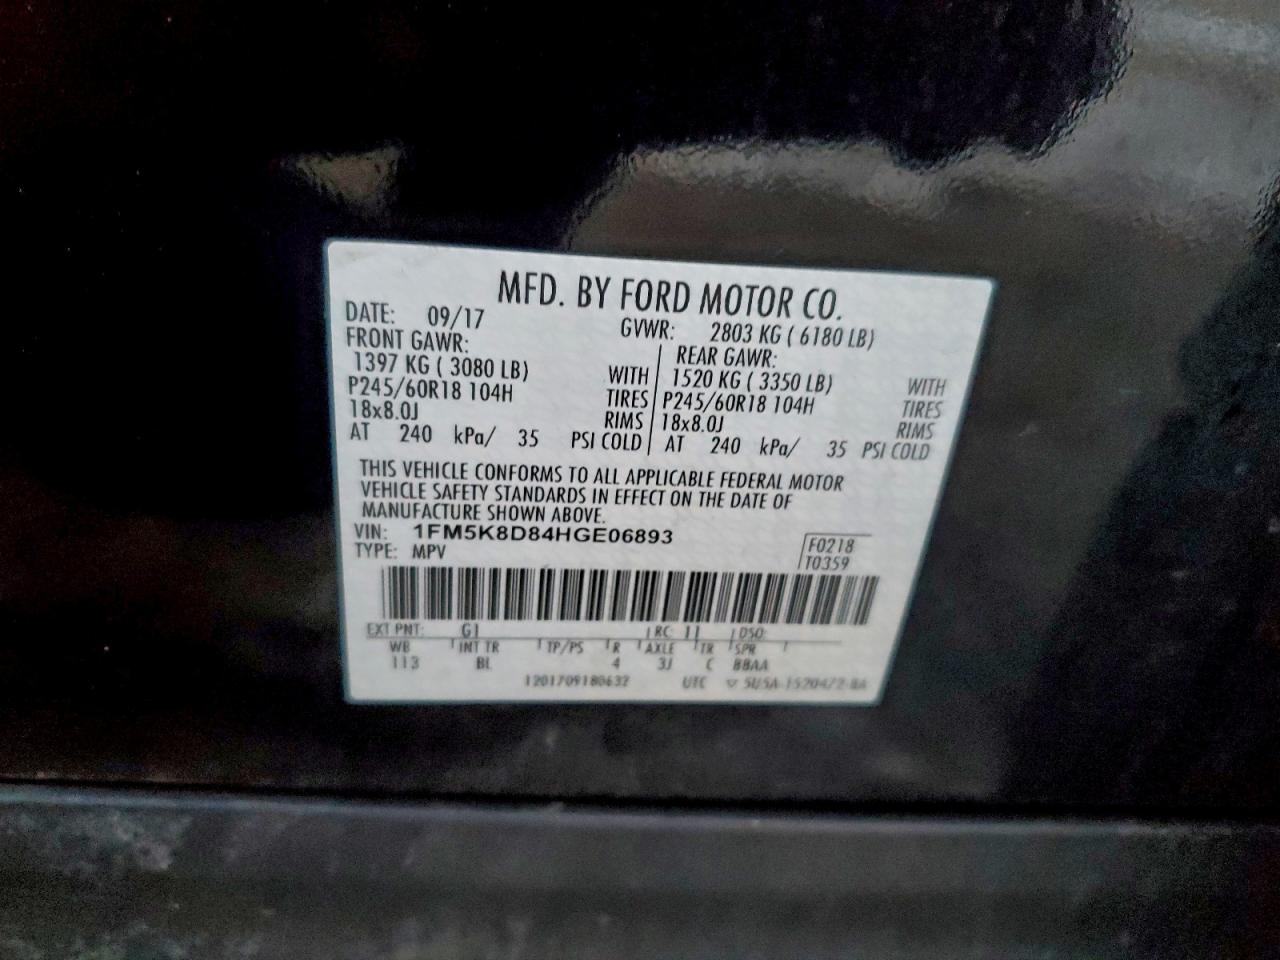 MFD. BY FORD MOTOR CO.
DATE: 09/17 GVWR: 2803 KG ( 6180 LB)
FRONT GAWR: REAR GAWR:
1397 KG ( 3080 LB) WITH 1520 KG ( 3350 LB) WITH
P245/60R18 104H TIRES P245/60R18 104H TIRES
18x8.0J RIMS 18x8.0J RIMS
AT 240 kPa/ 35 PSI COLD AT 240 kPa/ 35 PSI COLD
THIS VEHICLE CONFORMS TO ALL APPLICABLE FEDERAL MOTOR
VEHICLE SAFETY STANDARDS IN EFFECT ON THE DATE OF
MANUFACTURE SHOWN ABOVE.
VIN: 1FM5K8D84HGE06893
F0218
TYPE: MPV
T0359
EXT PNT: G1 RC: 11 DSO:
WB INT TR TP/PS R AXLE TR SPR
113 BL 4 3J C BBAA
1201709180632 UTC